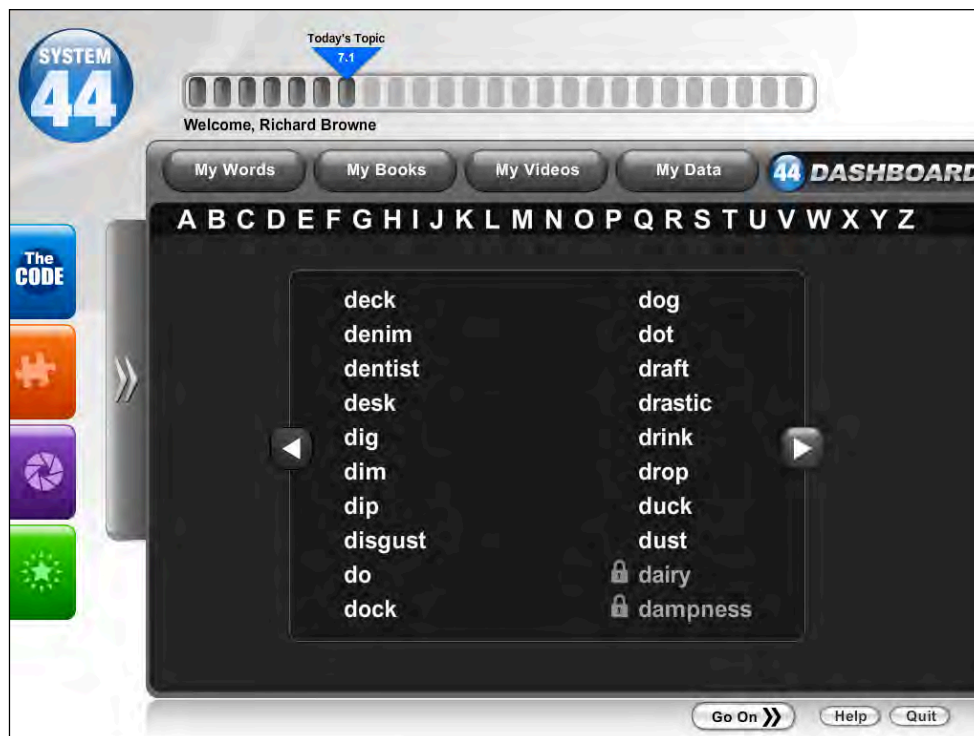 SYSTEM
44
Today's Topic
7.1
Welcome, Richard Browne
My Words
My Books
My Videos
My Data
44 DASHBOARD
A B C D E F G H I J K L M N O P Q R S T U V W X Y Z
The
CODE
deck
denim
dentist
desk
dig
dim
dip
disgust
do
dock
dog
dot
draft
drastic
drink
drop
duck
dust
dairy
dampness
Go On
Help
Quit